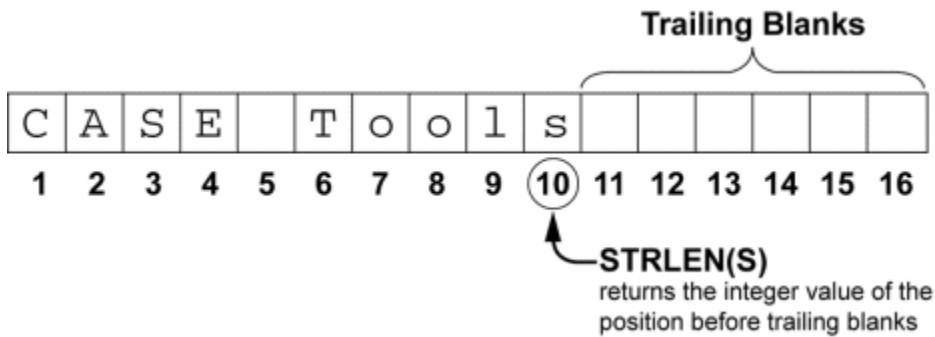 Trailing Blanks
C A S E   T o o l s
1 2 3 4 5 6 7 8 9 10 11 12 13 14 15 16
STRLEN(S)
returns the integer value of the
position before trailing blanks